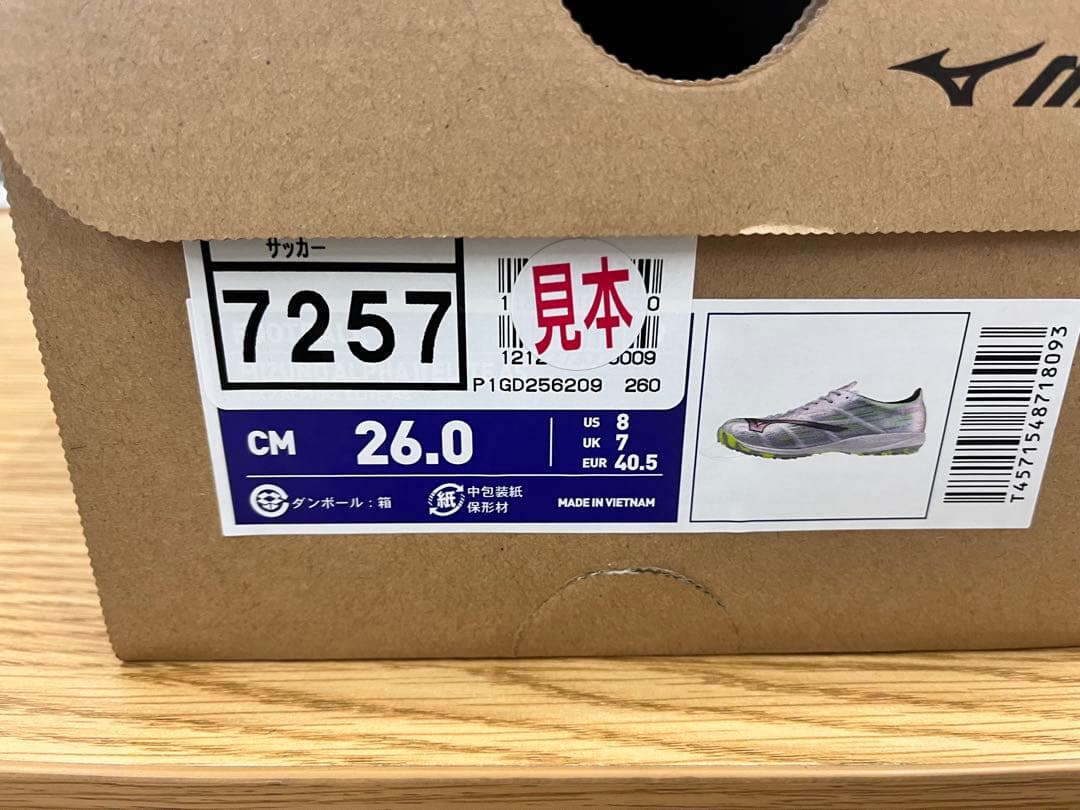 サッカー
7257
見本
P1GD256209 260
CM 26.0
US 8
UK 7
EUR 40.5
ダンボール：箱
紙 中包装紙
保形材
MADE IN VIETNAM
T4571548718093